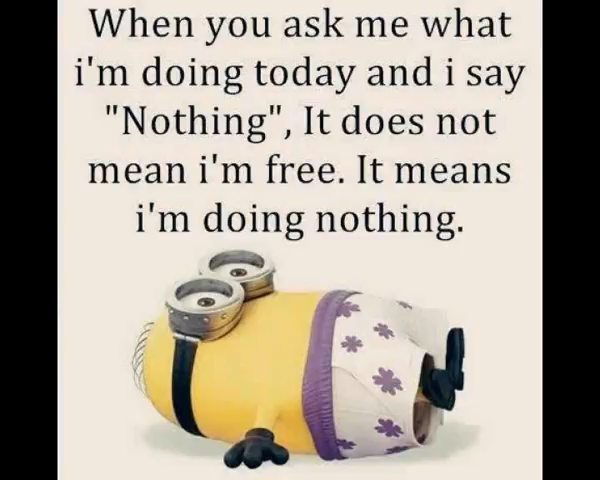 When you ask me what
i'm doing today and i say
"Nothing", It does not
mean i'm free. It means
i'm doing nothing.